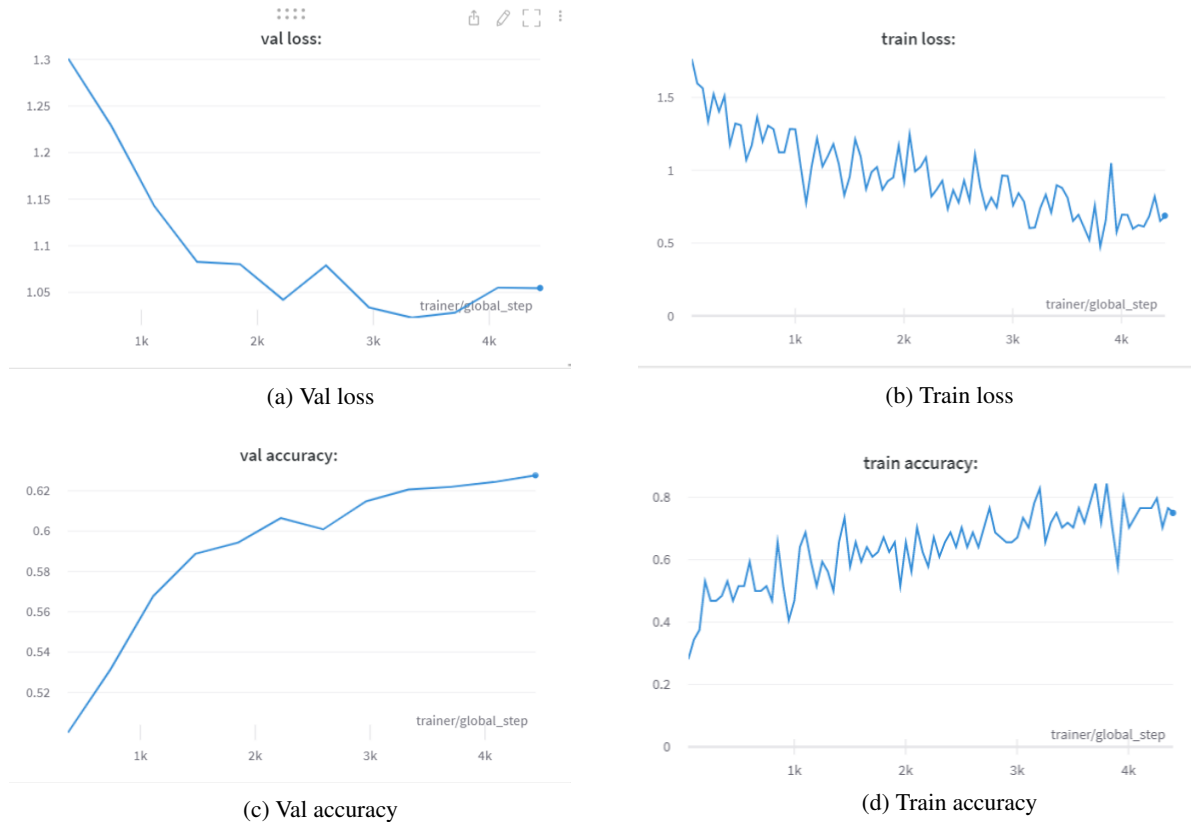 val loss:
1.3
1.25
1.2
1.15
1.1
1.05
trainer/global_step
1k 2k 3k 4k
(a) Val loss
train loss:
1.5
1
0.5
0
trainer/global_step
1k 2k 3k 4k
(b) Train loss
val accuracy:
0.62
0.6
0.58
0.56
0.54
0.52
trainer/global_step
1k 2k 3k 4k
(c) Val accuracy
train accuracy:
0.8
0.6
0.4
0.2
0
trainer/global_step
1k 2k 3k 4k
(d) Train accuracy